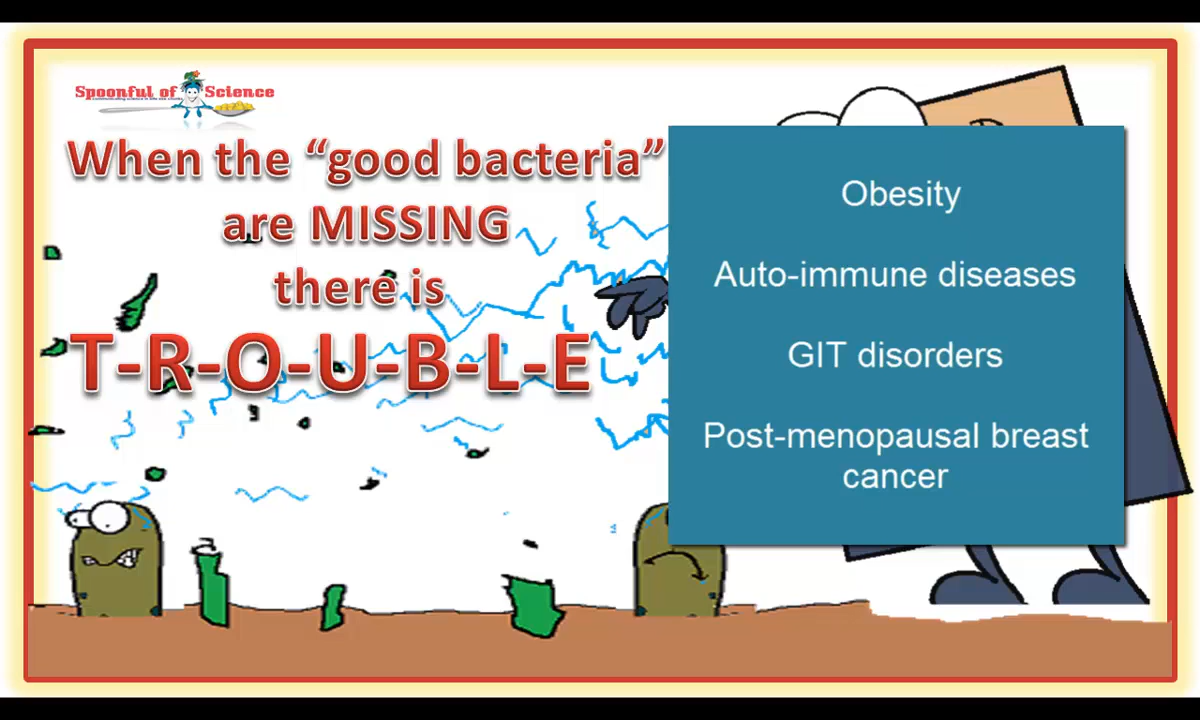 Spoonful of Science
When the “good bacteria”
are MISSING
there is
T-R-O-U-B-L-E
Obesity
Auto-immune diseases
GIT disorders
Post-menopausal breast
cancer